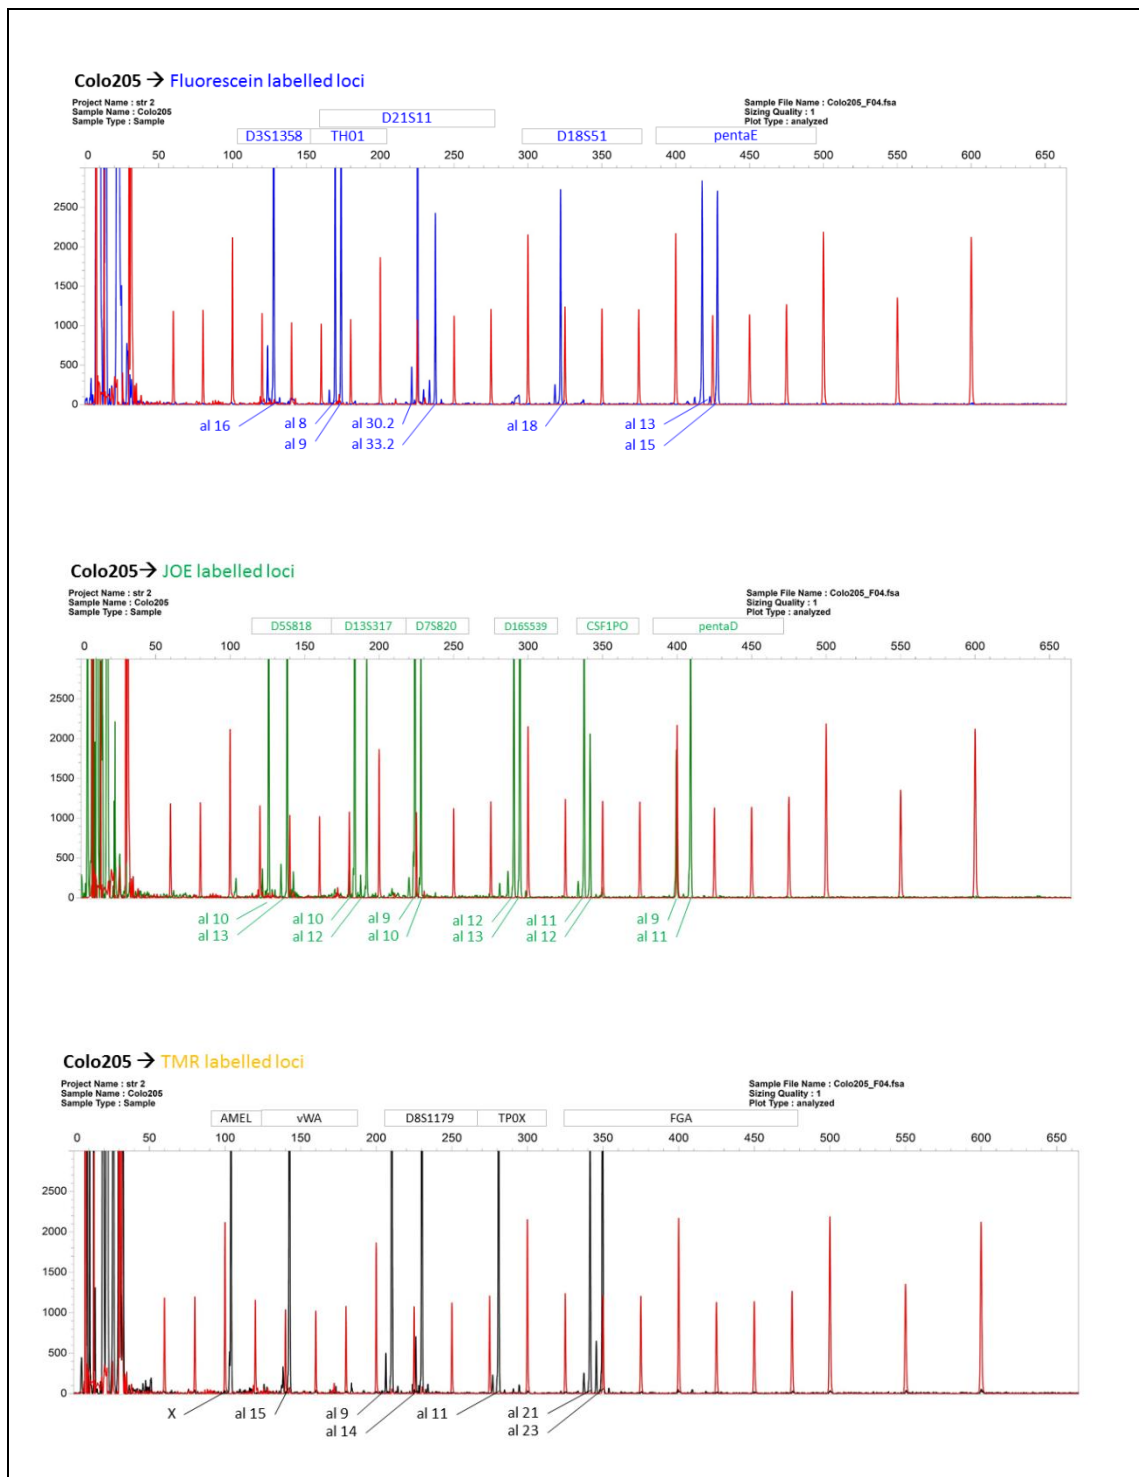 Colo205 → Fluorescein labelled loci
Project Name : str 2
Sample Name : Colo205
Sample Type : Sample
Sample File Name : Colo205_F04.fsa
Sizing Quality : 1
Plot Type : analyzed
D21S11
D3S1358 TH01 D18S51 pentaE
0 50 100 150 200 250 300 350 400 450 500 550 600 650
2500
2000
1500
1000
500
0
al 16 al 8 al 30.2 al 18 al 13
al 9 al 33.2 al 15
Colo205→ JOE labelled loci
Project Name : str 2
Sample Name : Colo205
Sample Type : Sample
Sample File Name : Colo205_F04.fsa
Sizing Quality : 1
Plot Type : analyzed
D5S818 D13S317 D7S820 D16S539 CSF1PO pentaD
0 50 100 150 200 250 300 350 400 450 500 550 600 650
2500
2000
1500
1000
500
0
al 10 al 10 al 9 al 12 al 11 al 9
al 13 al 12 al 10 al 13 al 12 al 11
Colo205 → TMR labelled loci
Project Name : str 2
Sample Name : Colo205
Sample Type : Sample
Sample File Name : Colo205_F04.fsa
Sizing Quality : 1
Plot Type : analyzed
AMEL vWA D8S1179 TP0X FGA
0 50 100 150 200 250 300 350 400 450 500 550 600 650
2500
2000
1500
1000
500
0
X al 15 al 9 al 11 al 21
al 14 al 23